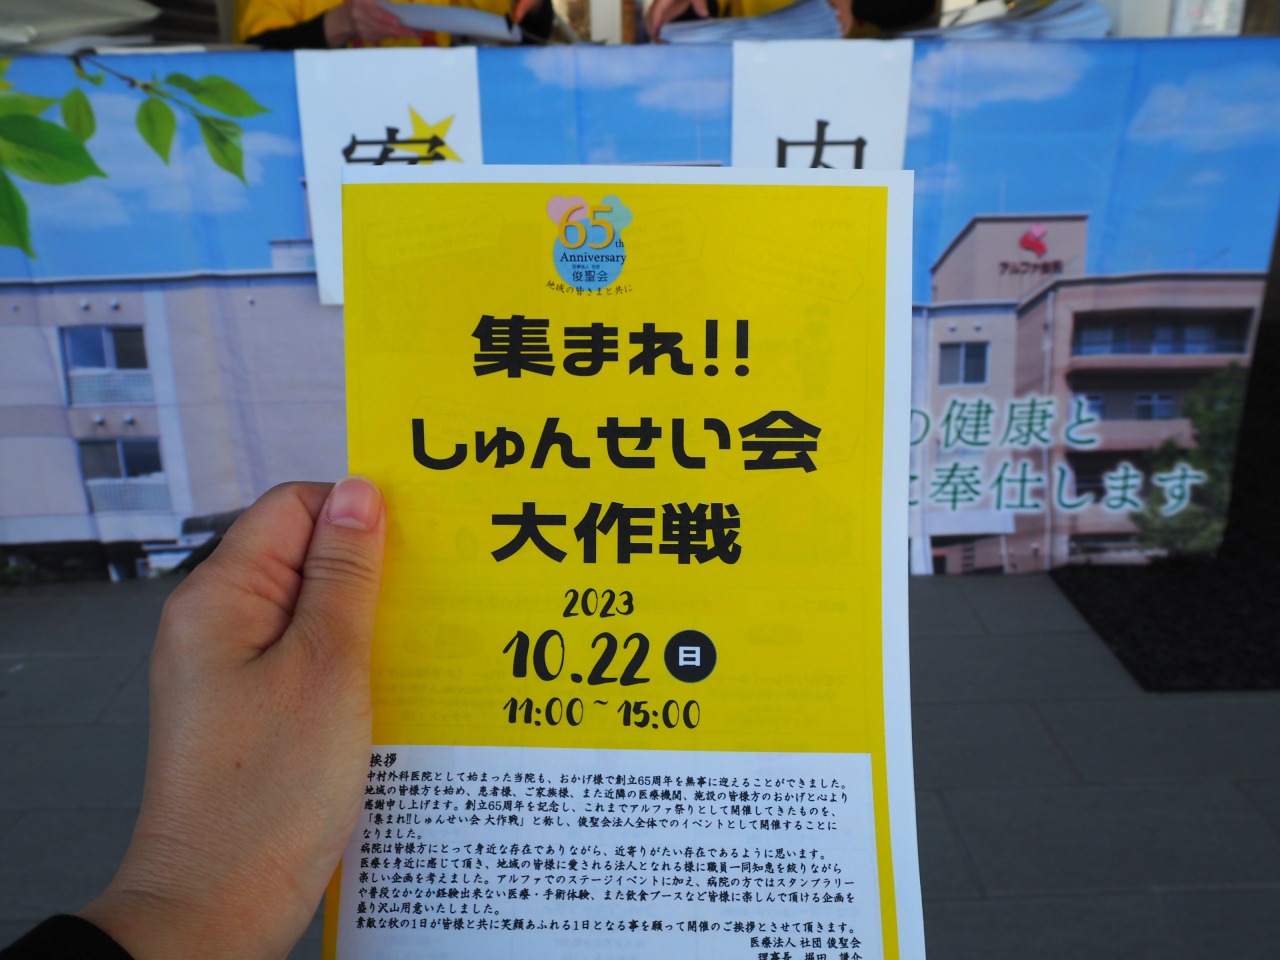 案
内
アルファ
の健康と
に奉仕します
65th
Anniversary
医療法人 社団
俊聖会
地域の皆さまと共に
集まれ!!
しゅんせい会
大作戦
2023
10.22 日
11:00~15:00
挨拶
中村外科医院として始まった当院も、おかげ様で創立65周年を無事に迎えることができました。
地域の皆様方を始め、患者様、ご家族様、また近隣の医療機関、施設の皆様方のおかげと心より
感謝申し上げます。創立65周年を記念し、これまでアルファ祭りとして開催してきたものを、
「集まれ!!しゅんせい会 大作戦」と称し、俊聖会法人全体でのイベントとして開催することに
なりました。
病院は皆様方にとって身近な存在でありながら、近寄りがたい存在であるように思います。
医療を身近に感じて頂き、地域の皆様に愛される法人となれる様に職員一同知恵を絞りながら
楽しい企画を考えました。アルファでのステージイベントに加え、病院の方ではスタンプラリー
や普段なかなか経験出来ない医療・手術体験、また飲食ブースなど皆様に楽しんで頂ける企画を
盛り沢山用意いたしました。
素敵な秋の1日が皆様と共に笑顔あふれる1日となる事を願って開催のご挨拶とさせて頂きます。
医療法人 社団 俊聖会
理事長 堀田